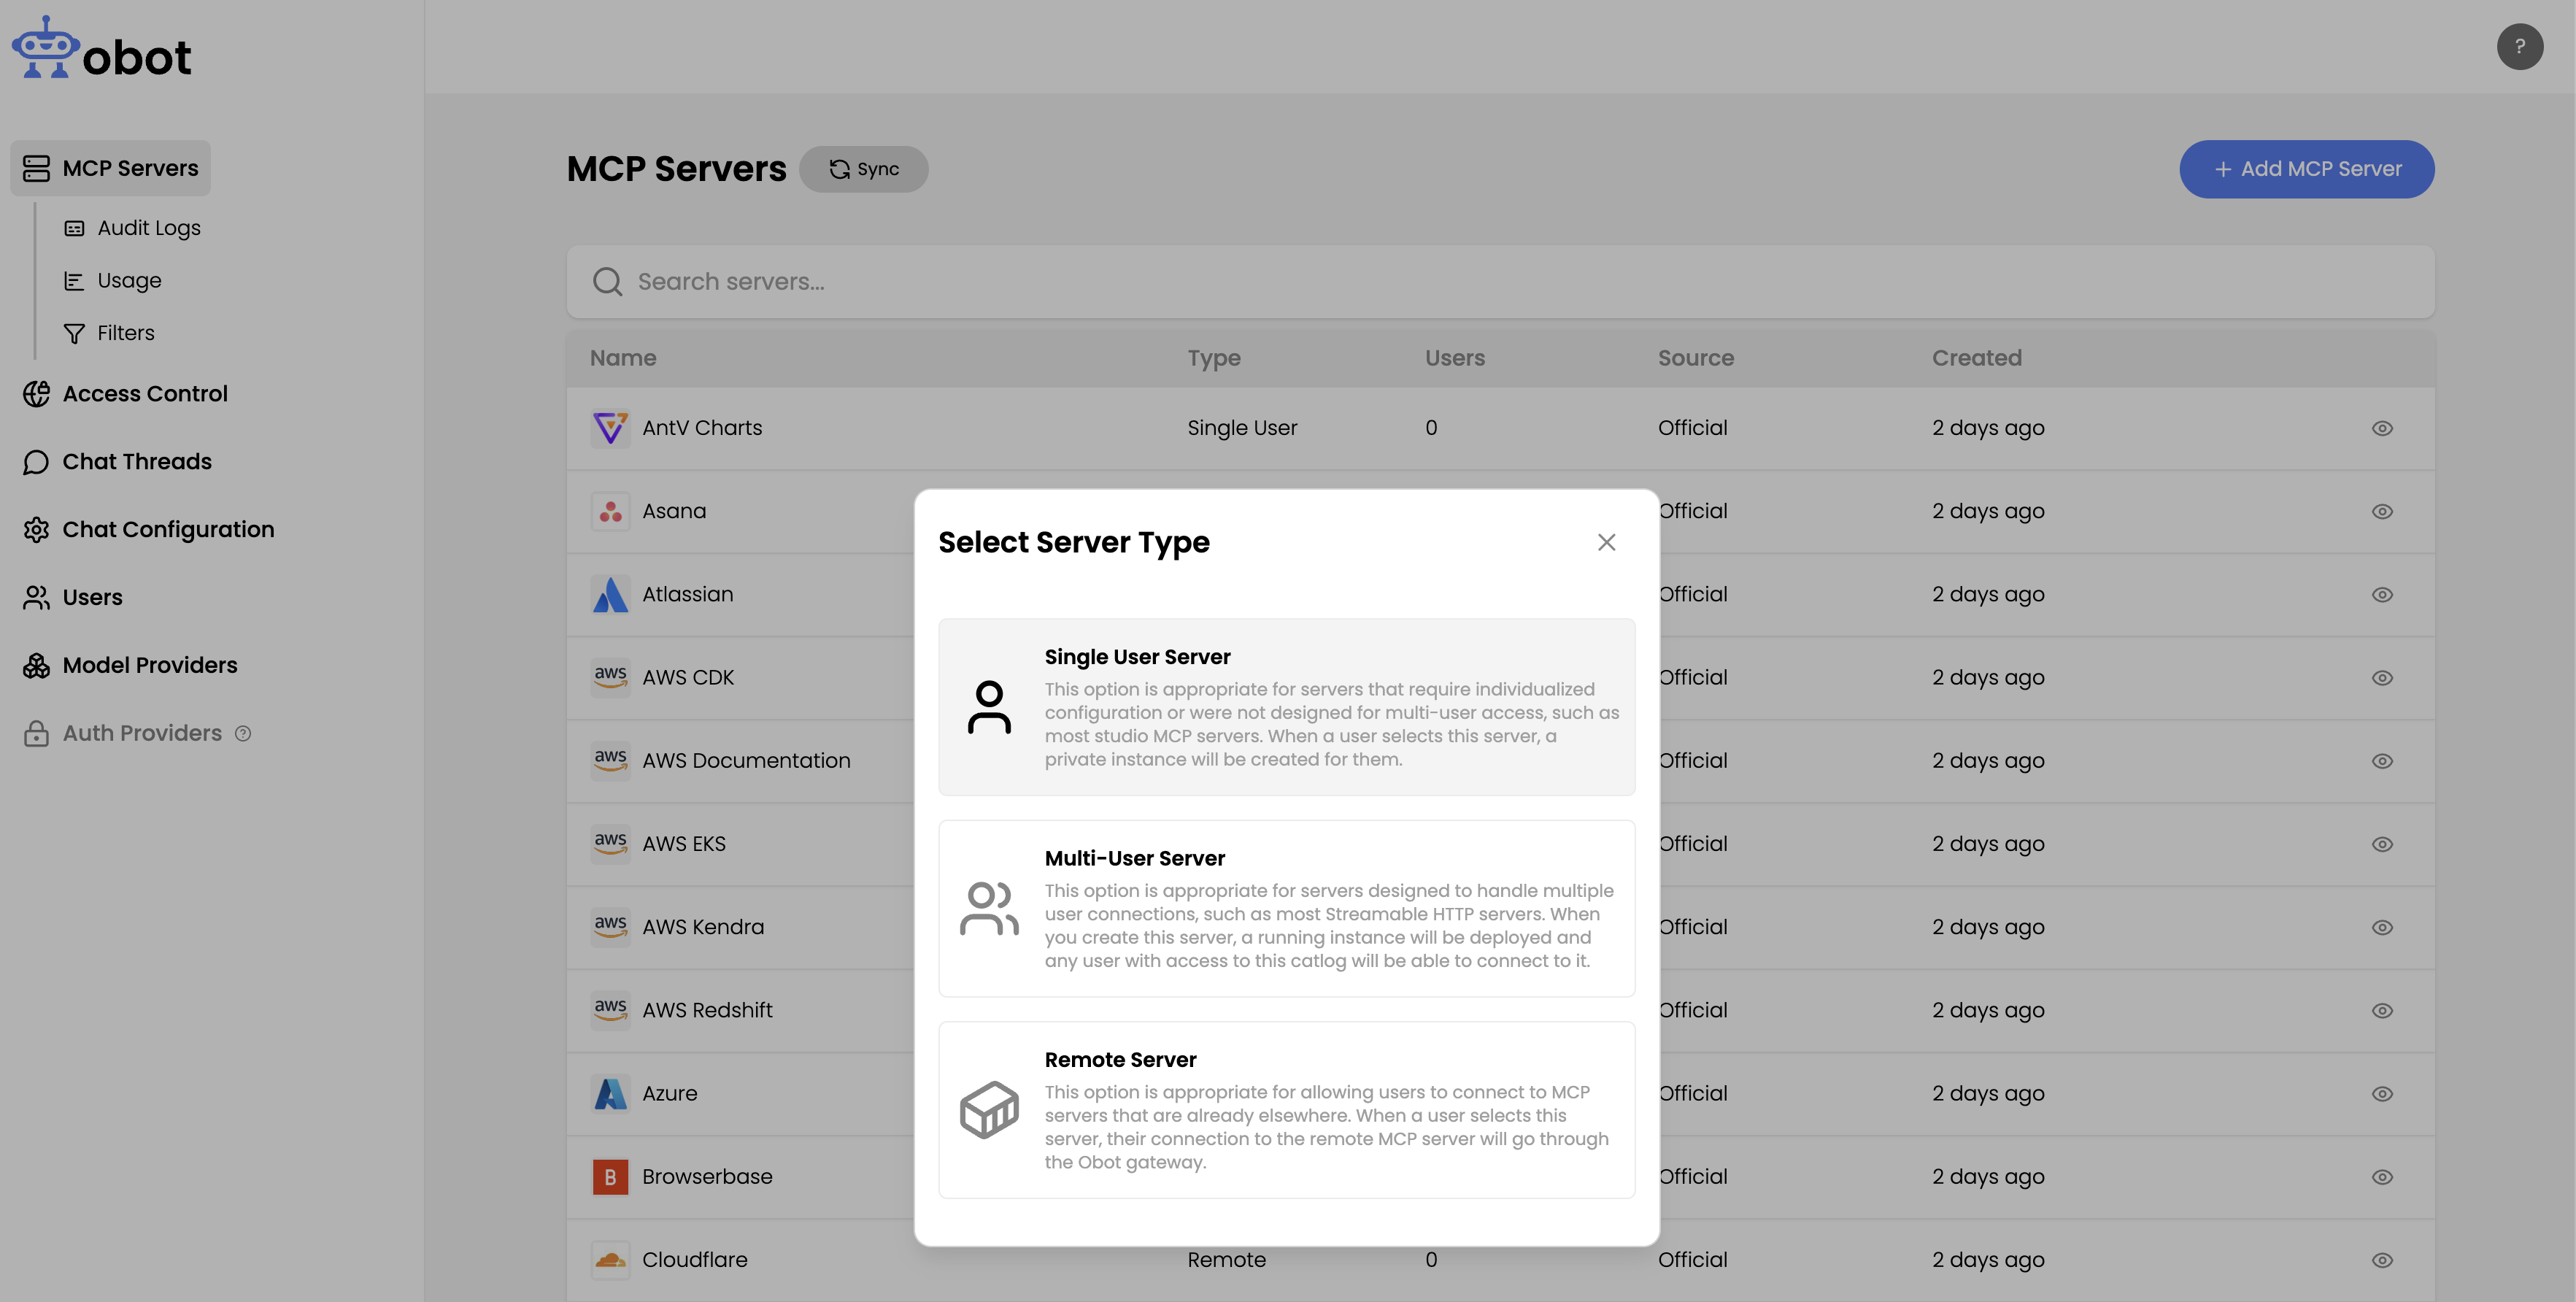 obot
?
MCP Servers
Audit Logs
Usage
Filters
Access Control
Chat Threads
Chat Configuration
Users
Model Providers
Auth Providers ?
MCP Servers Sync + Add MCP Server
Search servers...
Name Type Users Source Created
AntV Charts Single User 0 Official 2 days ago
Asana Official 2 days ago
Atlassian Official 2 days ago
aws AWS CDK Official 2 days ago
aws AWS Documentation Official 2 days ago
aws AWS EKS Official 2 days ago
aws AWS Kendra Official 2 days ago
aws AWS Redshift Official 2 days ago
Azure Official 2 days ago
B Browserbase Official 2 days ago
Cloudflare Remote 0 Official 2 days ago
Select Server Type
Single User Server
This option is appropriate for servers that require individualized
configuration or were not designed for multi-user access, such as
most studio MCP servers. When a user selects this server, a
private instance will be created for them.
Multi-User Server
This option is appropriate for servers designed to handle multiple
user connections, such as most Streamable HTTP servers. When
you create this server, a running instance will be deployed and
any user with access to this catlog will be able to connect to it.
Remote Server
This option is appropriate for allowing users to connect to MCP
servers that are already elsewhere. When a user selects this
server, their connection to the remote MCP server will go through
the Obot gateway.